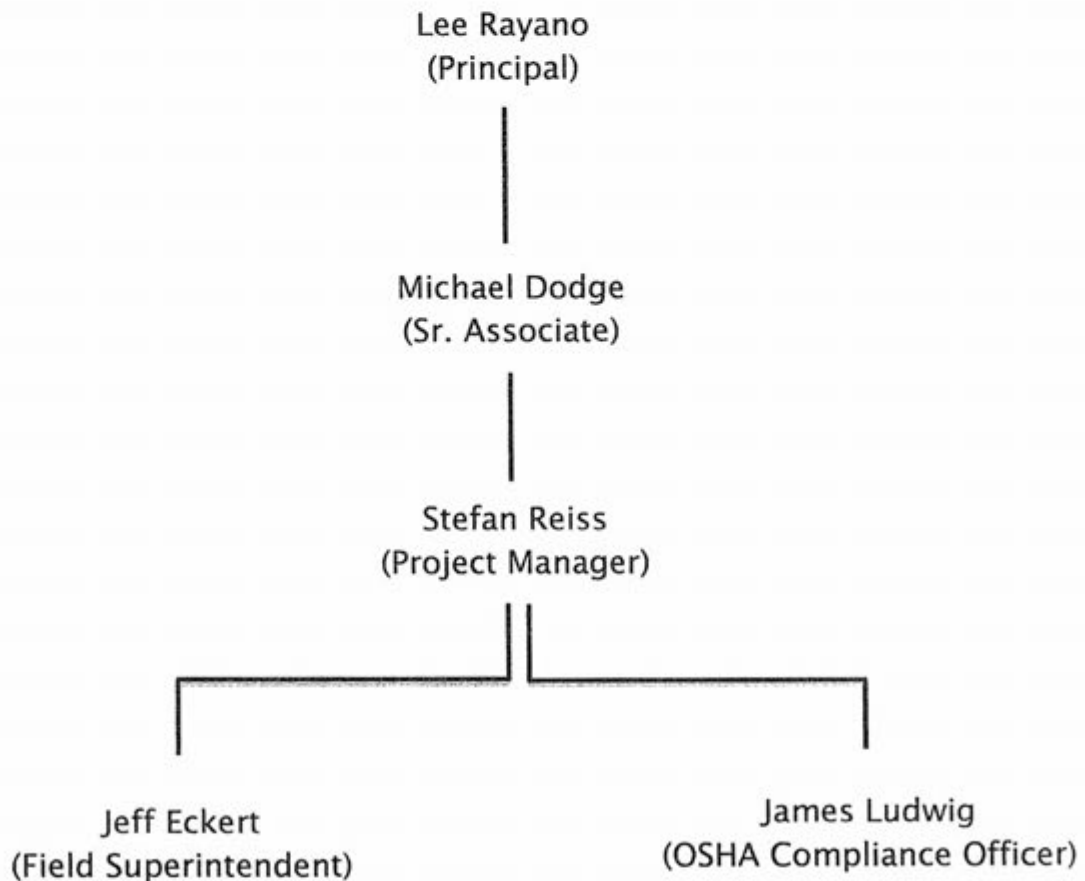 Lee Rayano
(Principal)
Michael Dodge
(Sr. Associate)
Stefan Reiss
(Project Manager)
Jeff Eckert
(Field Superintendent)
James Ludwig
(OSHA Compliance Officer)